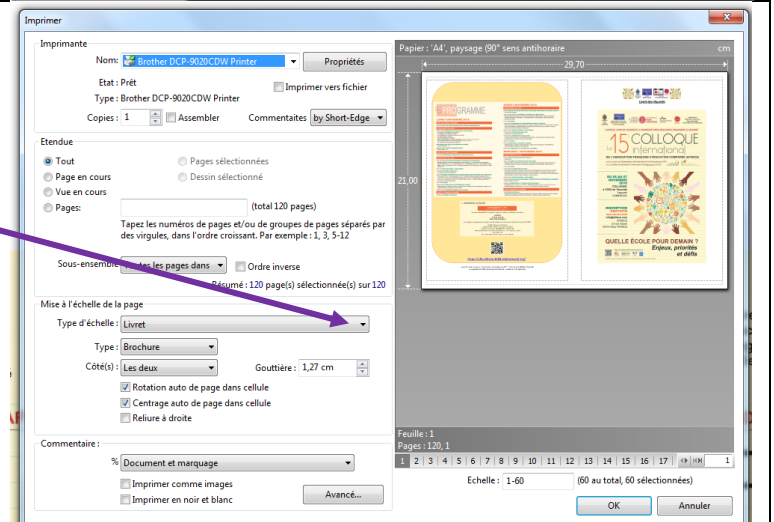 Imprimer
Imprimante
Nom: Brother DCP-9020CDW Printer Propriétés
Etat : Prêt Imprimer vers fichier
Type : Brother DCP-9020CDW Printer
Copies : 1 Assembler Commentaites by Short-Edge
Etendue
Tout Pages sélectionnées
Page en cours Dessin sélectionné
Vue en cours
Pages: (total 120 pages)
Tapez les numéros de pages et/ou de groupes de pages séparés par
des virgules, dans l'ordre croissant. Par exemple : 1, 3, 5-12
Sous-ensemble les pages dans Ordre inverse
Résumé : 120 page(s) sélectionnée(s) sur 120
Mise à l'échelle de la page
Type d'échelle : Livret
Type : Brochure
Côté(s) : Les deux Gouttière : 1,27 cm
Rotation auto de page dans cellule
Centrage auto de page dans cellule
Reliure à droite
Commentaire :
% Document et marquage
Imprimer comme images
Imprimer en noir et blanc
Avancé...
Papier : 'A4', paysage (90° sens antihoraire cm
29,70
21,00
PROGRAMME
15 COLLOQUE
international
QUELLE ÉCOLE POUR DEMAIN ?
Enjeux, priorités
et défis
Feuille : 1
Pages : 120, 1
1 2 3 4 5 6 7 8 9 10 11 12 13 14 15 16 17 1
Echelle : 1-60 (60 au total, 60 sélectionnées)
OK Annuler